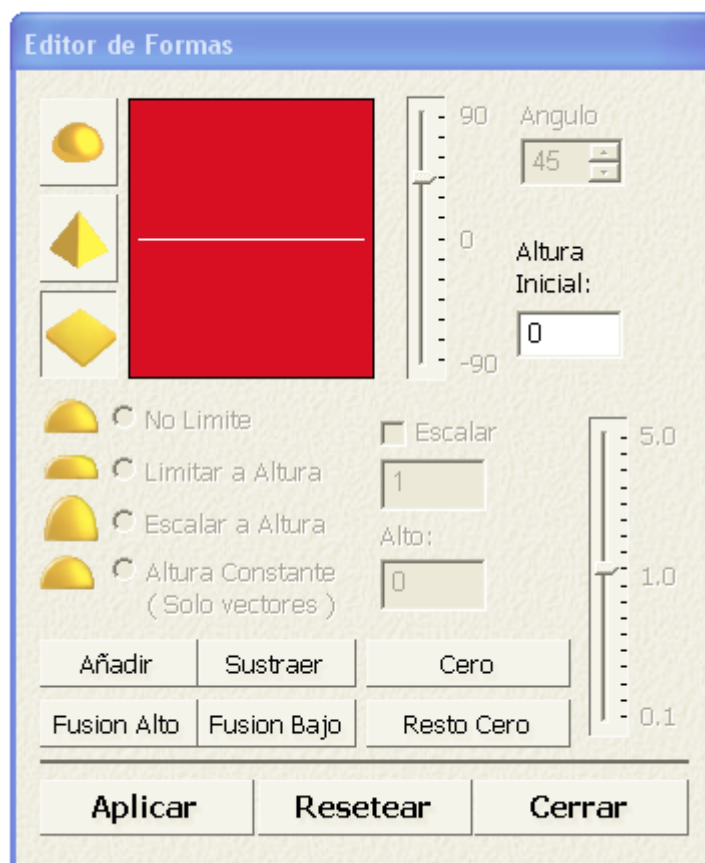 Editor de Formas
90
Angulo
45
0
Altura
Inicial:
0
-90
No Limite
Escalar
5.0
Limitar a Altura
1
Escalar a Altura
Alto:
Altura Constante
( Solo vectores )
0
1.0
Añadir
Sustraer
Cero
Fusion Alto
Fusion Bajo
Resto Cero
0.1
Aplicar
Resetear
Cerrar